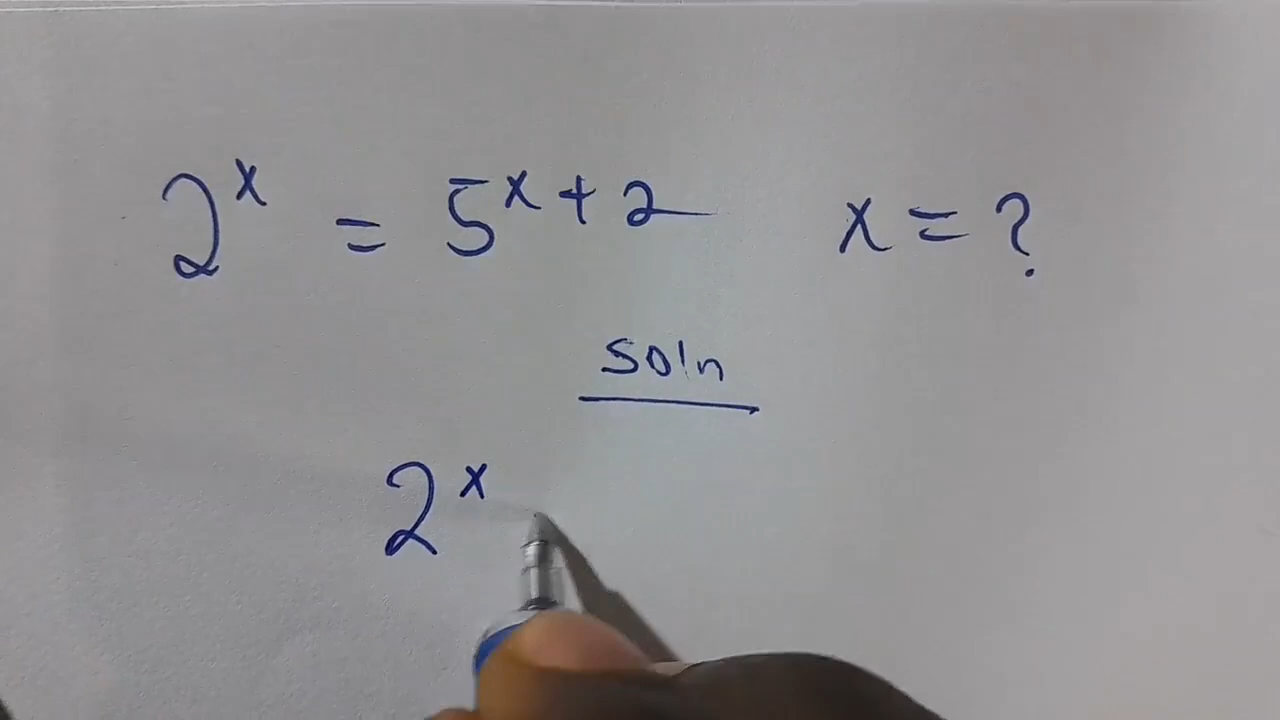 2^x = 5^{x+2} x = ?
soln
2^x